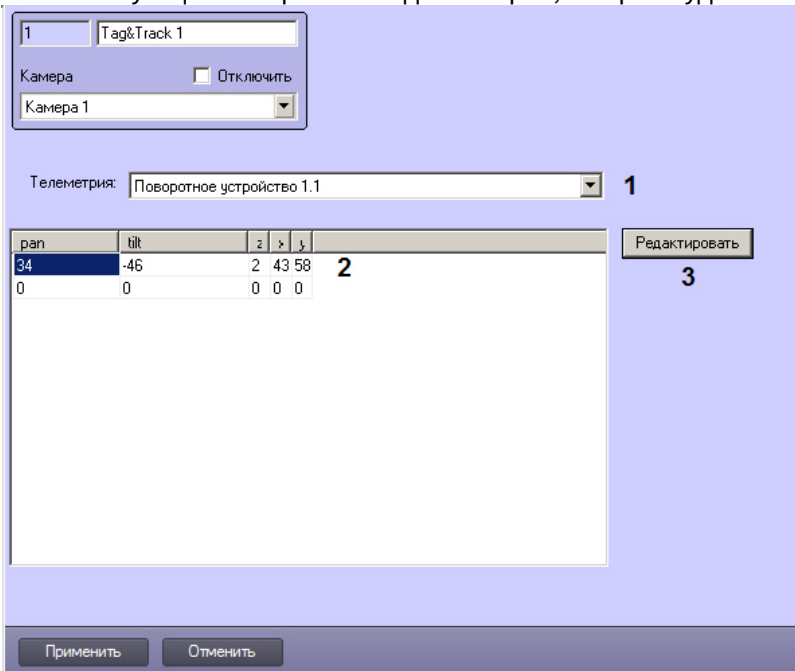 1 Tag&Track 1
Камера Отключить
Камера 1
Телеметрия: Поворотное устройство 1.1 1
pan tilt z x y Редактировать
34 -46 2 43 58 2
3
0 0 0 0 0
Применить Отменить